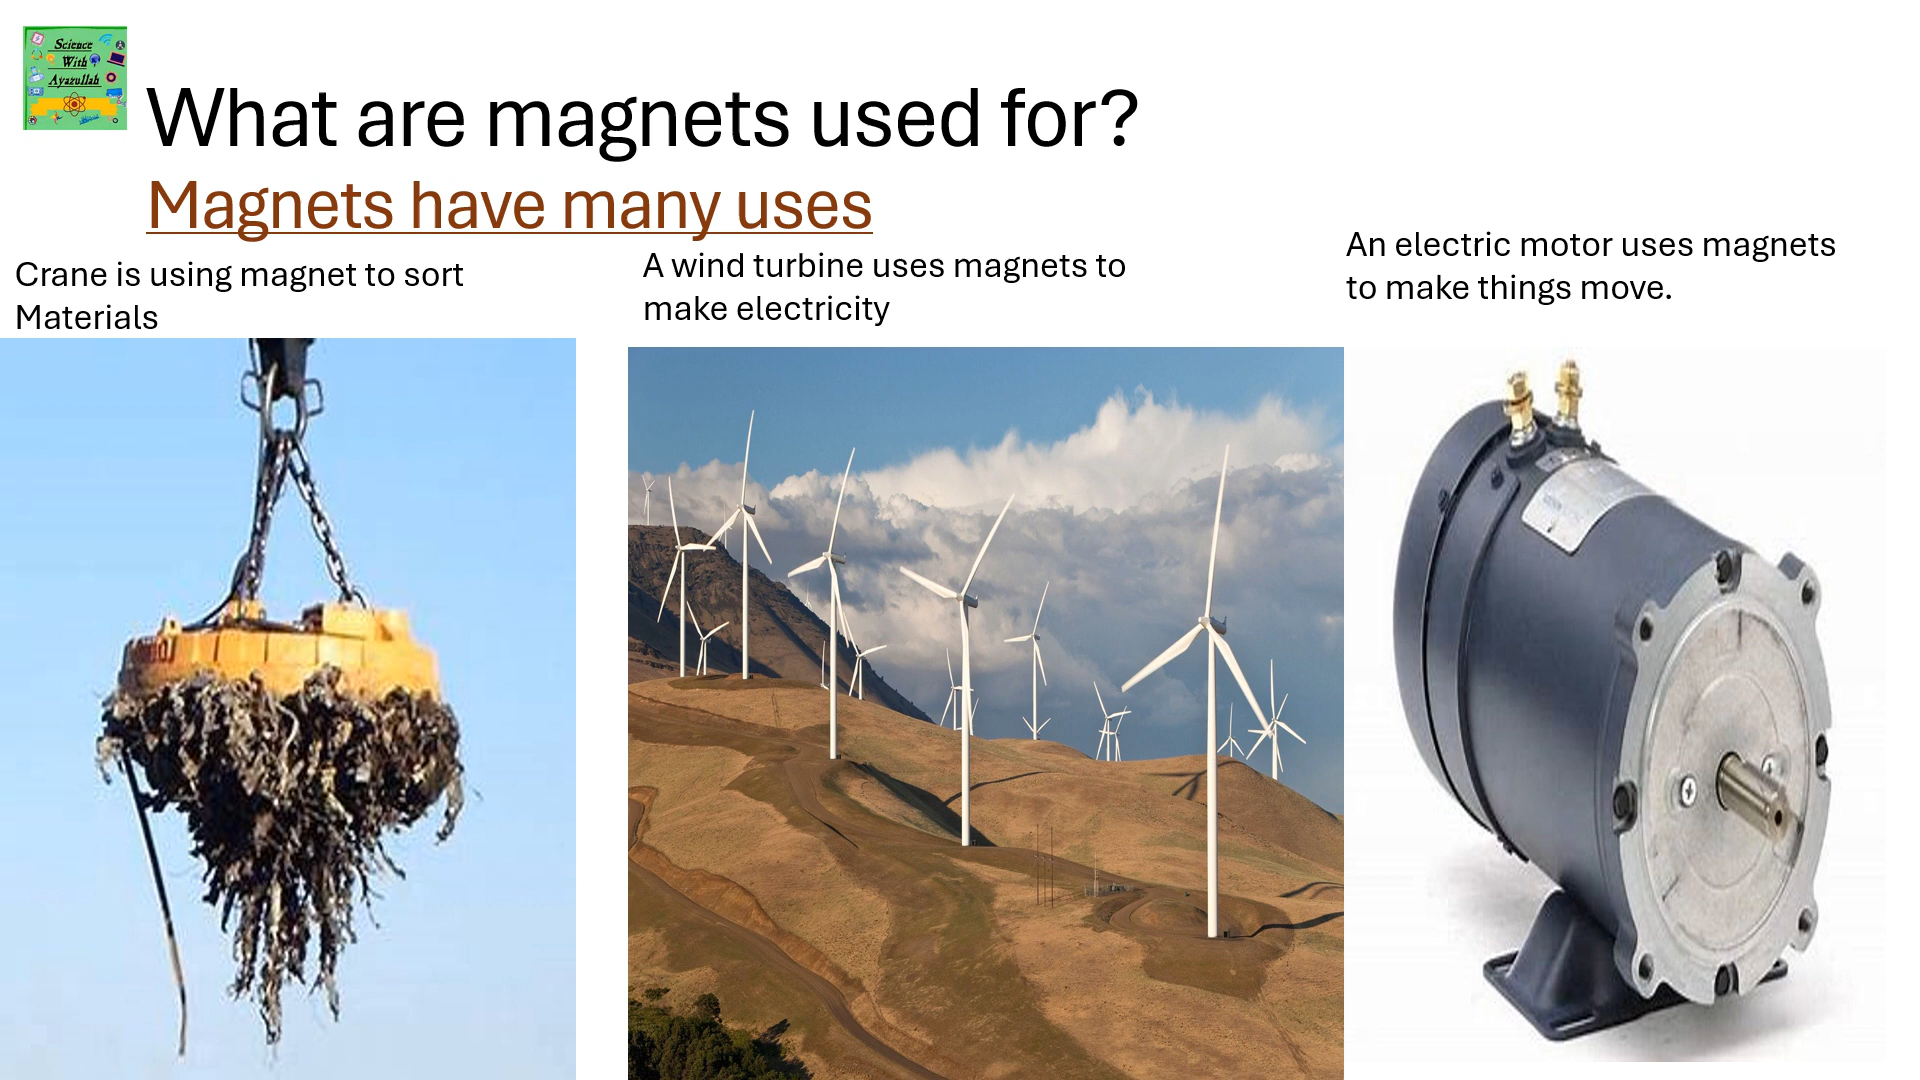 Science
With
Ayazullah
What are magnets used for?
Magnets have many uses
Crane is using magnet to sort
Materials
A wind turbine uses magnets to
make electricity
An electric motor uses magnets
to make things move.